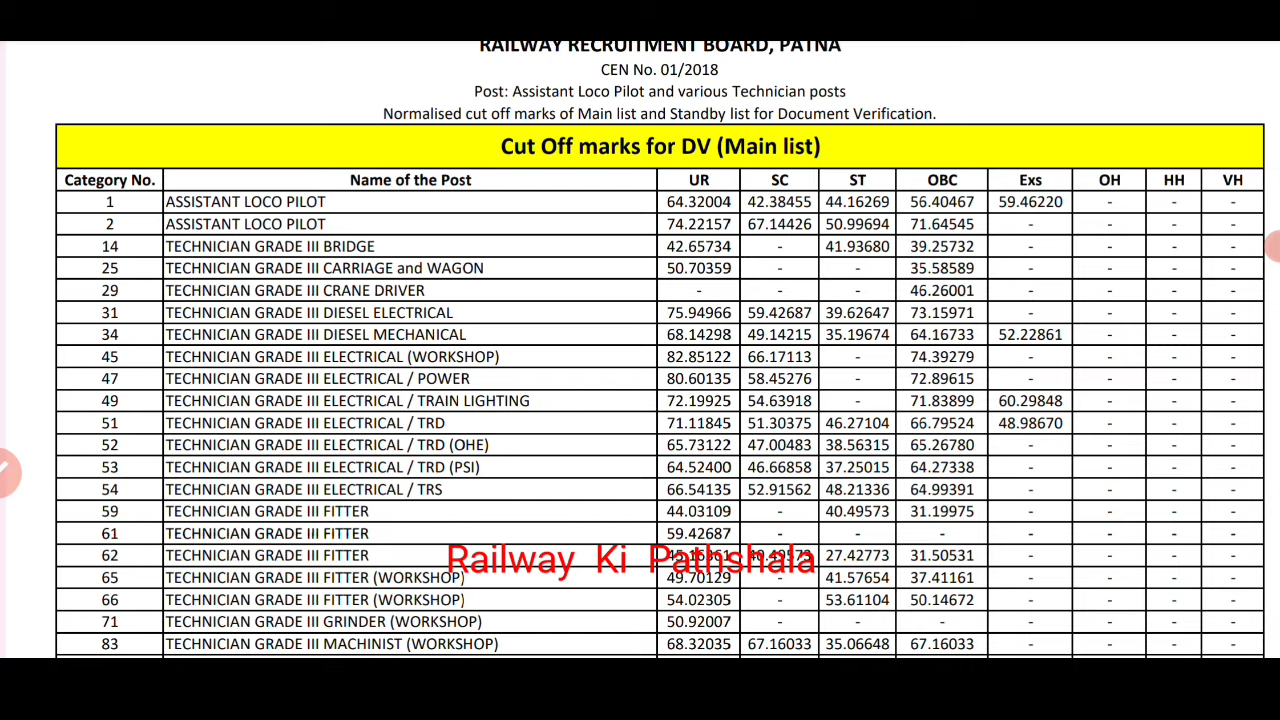 RAILWAY RECRUITMENT BOARD, PATNA
CEN No. 01/2018
Post: Assistant Loco Pilot and various Technician posts
Normalised cut off marks of Main list and Standby list for Document Verification.
Cut Off marks for DV (Main list)
Category No. Name of the Post UR SC ST OBC Exs OH HH VH
1 ASSISTANT LOCO PILOT 64.32004 42.38455 44.16269 56.40467 59.46220 - - -
2 ASSISTANT LOCO PILOT 74.22157 67.14426 50.99694 71.64545 - - - -
14 TECHNICIAN GRADE III BRIDGE 42.65734 - 41.93680 39.25732 - - - -
25 TECHNICIAN GRADE III CARRIAGE and WAGON 50.70359 - - 35.58589 - - - -
29 TECHNICIAN GRADE III CRANE DRIVER - - - 46.26001 - - - -
31 TECHNICIAN GRADE III DIESEL ELECTRICAL 75.94966 59.42687 39.62647 73.15971 - - - -
34 TECHNICIAN GRADE III DIESEL MECHANICAL 68.14298 49.14215 35.19674 64.16733 52.22861 - - -
45 TECHNICIAN GRADE III ELECTRICAL (WORKSHOP) 82.85122 66.17113 - 74.39279 - - - -
47 TECHNICIAN GRADE III ELECTRICAL / POWER 80.60135 58.45276 - 72.89615 - - - -
49 TECHNICIAN GRADE III ELECTRICAL / TRAIN LIGHTING 72.19925 54.63918 - 71.83899 60.29848 - - -
51 TECHNICIAN GRADE III ELECTRICAL / TRD 71.11845 51.30375 46.27104 66.79524 48.98670 - - -
52 TECHNICIAN GRADE III ELECTRICAL / TRD (OHE) 65.73122 47.00483 38.56315 65.26780 - - - -
53 TECHNICIAN GRADE III ELECTRICAL / TRD (PSI) 64.52400 46.66858 37.25015 64.27338 - - - -
54 TECHNICIAN GRADE III ELECTRICAL / TRS 66.54135 52.91562 48.21336 64.99391 - - - -
59 TECHNICIAN GRADE III FITTER 44.03109 - 40.49573 31.19975 - - - -
61 TECHNICIAN GRADE III FITTER 59.42687 - - - - - - -
62 TECHNICIAN GRADE III FITTER 27.42773 31.50531 - - - -
Railway Ki Pathshala
65 TECHNICIAN GRADE III FITTER (WORKSHOP) 49.70129 - 41.57654 37.41161 - - - -
66 TECHNICIAN GRADE III FITTER (WORKSHOP) 54.02305 - 53.61104 50.14672 - - - -
71 TECHNICIAN GRADE III GRINDER (WORKSHOP) 50.92007 - - - - - - -
83 TECHNICIAN GRADE III MACHINIST (WORKSHOP) 68.32035 67.16033 35.06648 67.16033 - - - -